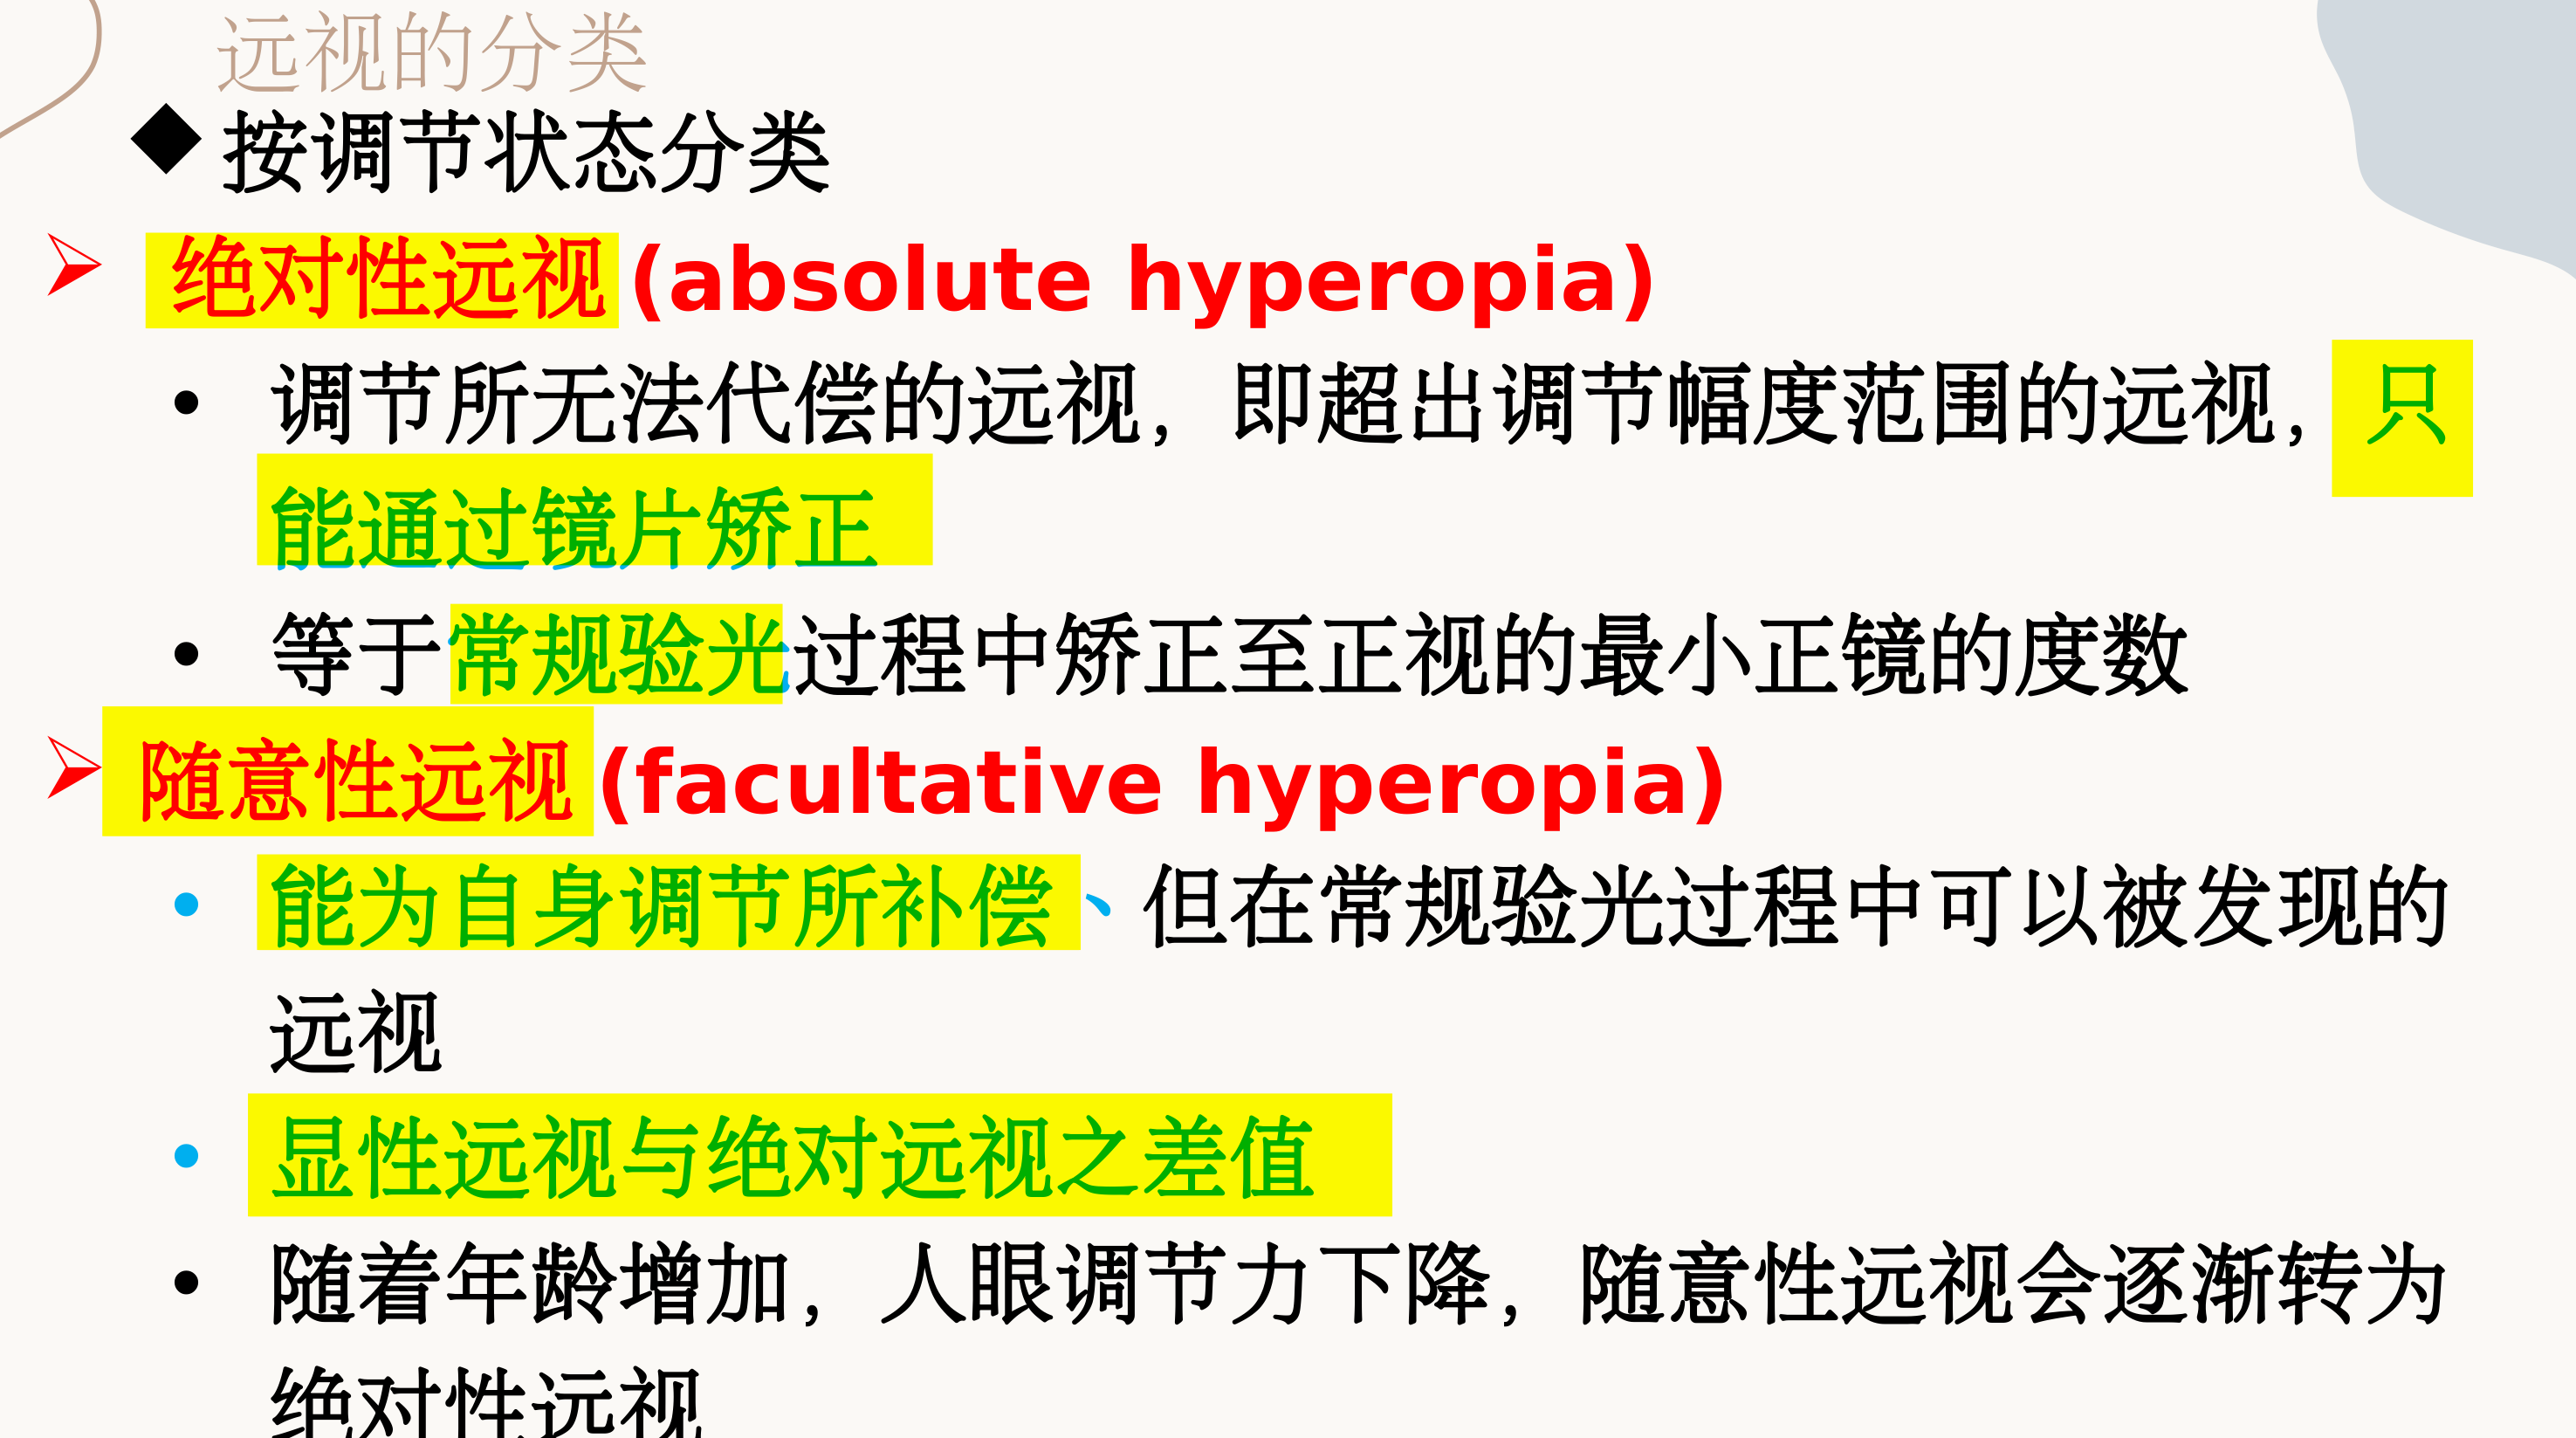 远视的分类
按调节状态分类
绝对性远视(absolute hyperopia)
调节所无法代偿的远视，即超出调节幅度范围的远视，只
能通过镜片矫正
等于常规验光过程中矫正至正视的最小正镜的度数
随意性远视(facultative hyperopia)
能为自身调节所补偿、但在常规验光过程中可以被发现的
远视
显性远视与绝对远视之差值
随着年龄增加，人眼调节力下降，随意性远视会逐渐转为
绝对性远视